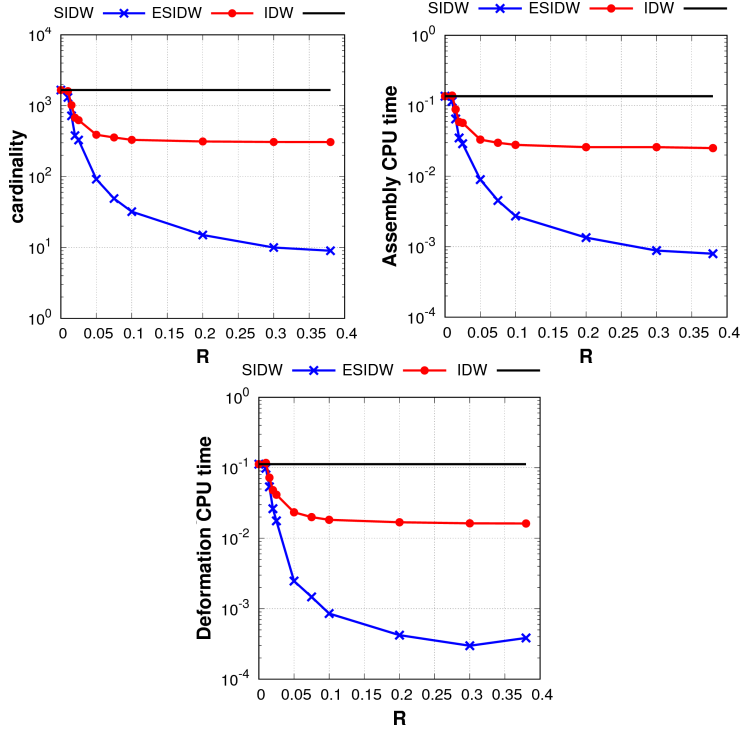 SIDW ESIDW IDW
10^4
10^3
10^2
10^1
10^0
cardinality
0 0.05 0.1 0.15 0.2 0.25 0.3 0.35 0.4
R
SIDW ESIDW IDW
10^0
10^-1
10^-2
10^-3
10^-4
Assembly CPU time
0 0.05 0.1 0.15 0.2 0.25 0.3 0.35 0.4
R
SIDW ESIDW IDW
10^0
10^-1
10^-2
10^-3
10^-4
Deformation CPU time
0 0.05 0.1 0.15 0.2 0.25 0.3 0.35 0.4
R